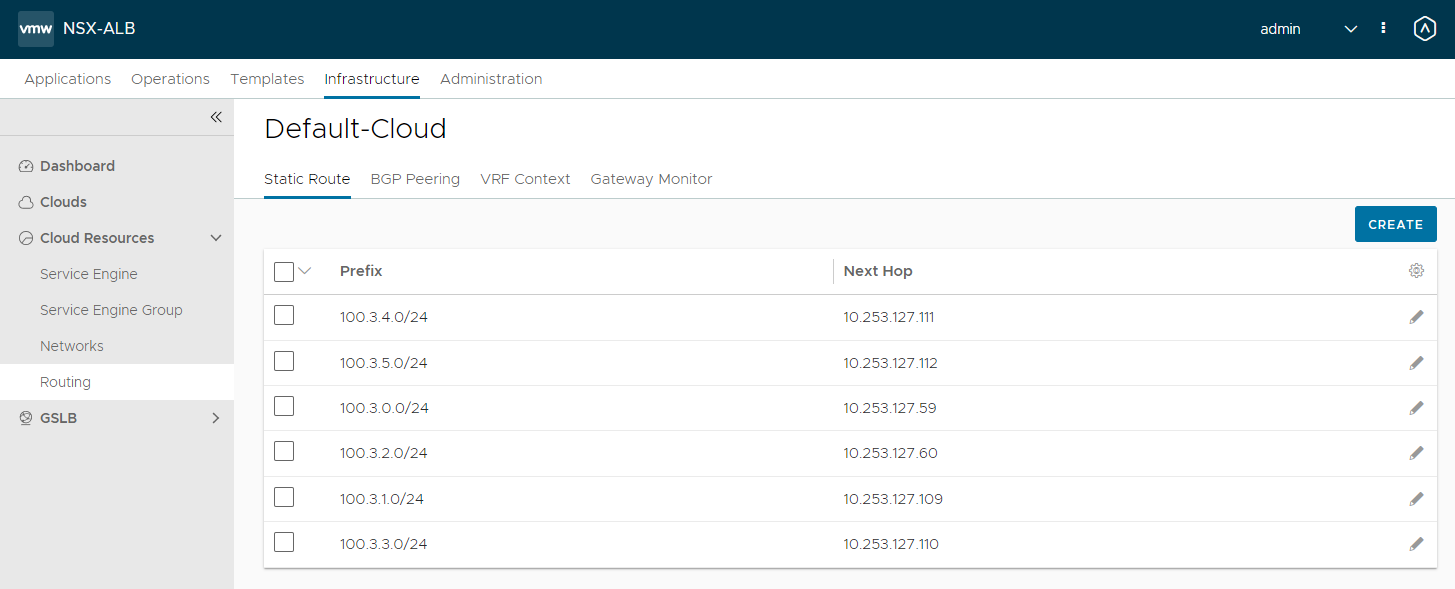 vmw NSX-ALB admin
Applications Operations Templates Infrastructure Administration
Default-Cloud
Dashboard
Clouds
Cloud Resources
Service Engine
Service Engine Group
Networks
Routing
GSLB
Static Route BGP Peering VRF Context Gateway Monitor
CREATE
Prefix Next Hop
100.3.4.0/24 10.253.127.111
100.3.5.0/24 10.253.127.112
100.3.0.0/24 10.253.127.59
100.3.2.0/24 10.253.127.60
100.3.1.0/24 10.253.127.109
100.3.3.0/24 10.253.127.110